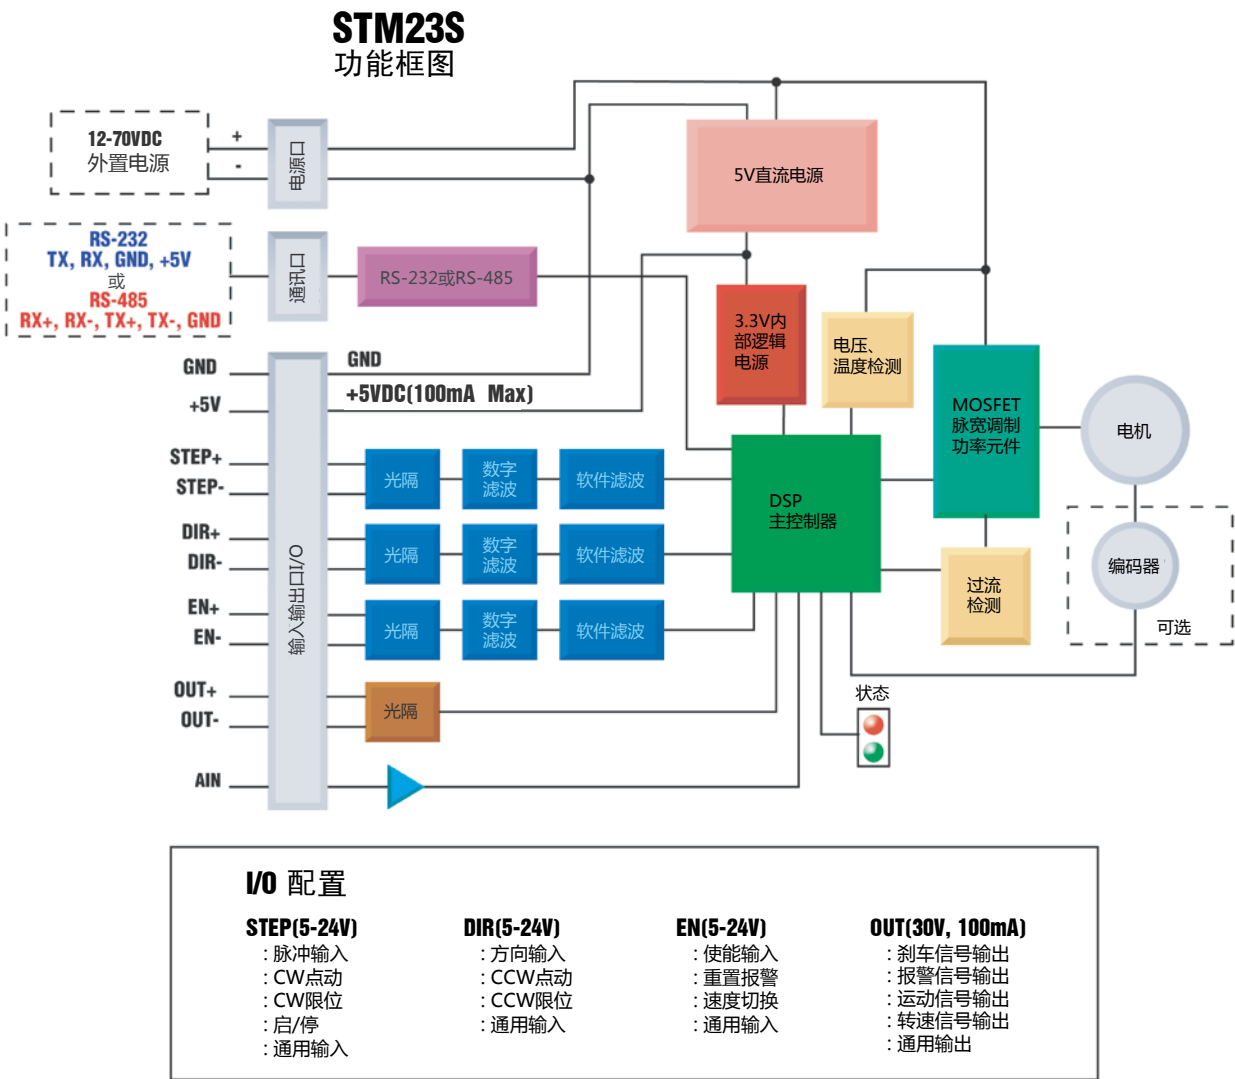 STM23S
功能框图
12-70VDC
外置电源
+
-
电源口
5V直流电源
RS-232
TX, RX, GND, +5V
或
RS-485
RX+, RX-, TX+, TX-, GND
通讯口
RS-232或RS-485
3.3V内
部逻辑
电源
电压、
温度检测
GND
GND
+5V
+5VDC(100mA Max)
MOSFET
脉宽调制
功率元件
电机
STEP+
STEP-
光隔
数字
滤波
软件滤波
DSP
主控制器
DIR+
DIR-
光隔
数字
滤波
软件滤波
输入输出口I/O
编码器
过流
检测
可选
EN+
EN-
光隔
数字
滤波
软件滤波
OUT+
OUT-
光隔
状态
AIN
I/O 配置
STEP(5-24V)
: 脉冲输入
: CW点动
: CW限位
: 启/停
: 通用输入
DIR(5-24V)
: 方向输入
: CCW点动
: CCW限位
: 通用输入
EN(5-24V)
: 使能输入
: 重置报警
: 速度切换
: 通用输入
OUT(30V, 100mA)
: 刹车信号输出
: 报警信号输出
: 运动信号输出
: 转速信号输出
: 通用输出